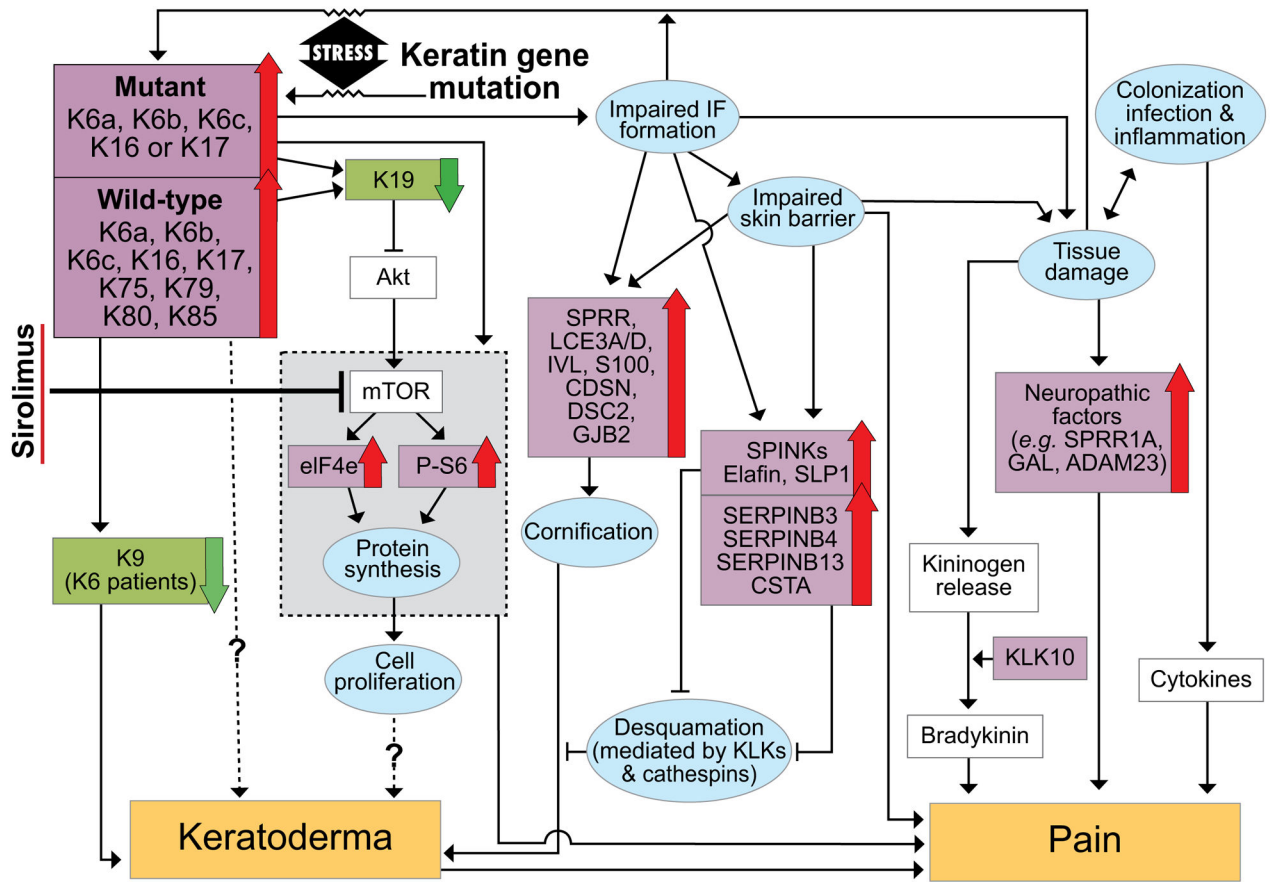 STRESS
Keratin gene
mutation
Mutant
K6a, K6b, K6c,
K16 or K17
Wild-type
K6a, K6b,
K6c, K16, K17,
K75, K79,
K80, K85
K19
Akt
Sirolimus
mTOR
eIF4e
P-S6
Protein
synthesis
Cell
proliferation
K9
(K6 patients)
?
?
Impaired IF
formation
Impaired
skin barrier
Colonization
infection &
inflammation
Tissue
damage
SPRR,
LCE3A/D,
IVL, S100,
CDSN,
DSC2,
GJB2
Cornification
SPINKs
Elafin, SLP1
SERPINB3
SERPINB4
SERPINB13
CSTA
Desquamation
(mediated by KLKs
& cathespins)
Neuropathic
factors
(e.g. SPRR1A,
GAL, ADAM23)
Kininogen
release
KLK10
Bradykinin
Cytokines
Keratoderma
Pain